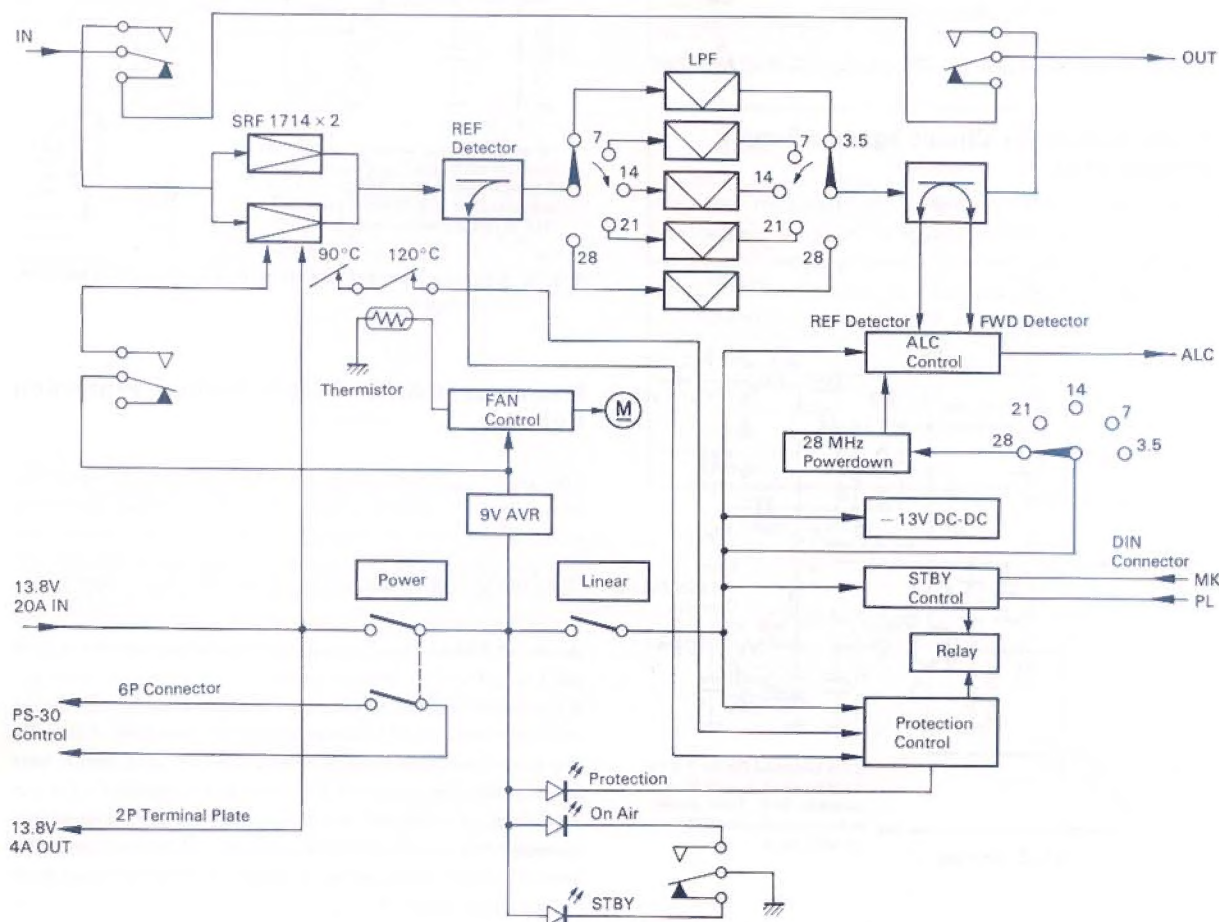 IN
OUT
LPF
SRF 1714 × 2
REF
Detector
7
14
21
28
7
14
21
28
3.5
90°C
120°C
Thermistor
REF Detector
FWD Detector
ALC
Control
ALC
FAN
Control
M
28 MHz
Powerdown
21
14
7
28
3.5
9V AVR
− 13V DC-DC
DIN
Connector
STBY
Control
MK
PL
Relay
Protection
Control
13.8V
20A IN
Power
Linear
6P Connector
PS-30
Control
2P Terminal Plate
13.8V
4A OUT
Protection
On Air
STBY